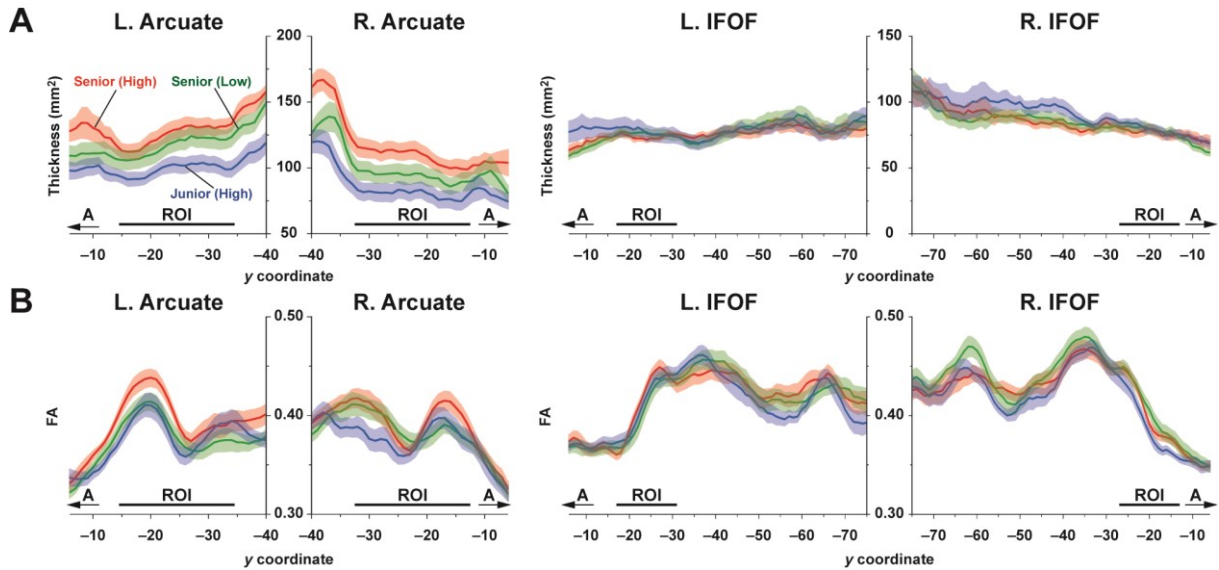 A
L. Arcuate
R. Arcuate
L. IFOF
R. IFOF
Thickness (mm²)
Senior (High)
Senior (Low)
Junior (High)
A
ROI
200
150
100
50
ROI
A
Thickness (mm²)
A
ROI
150
100
50
0
ROI
A
–10 –20 –30 –40
–40 –30 –20 –10
–10 –20 –30 –40 –50 –60 –70
–70 –60 –50 –40 –30 –20 –10
y coordinate
y coordinate
B
L. Arcuate
R. Arcuate
L. IFOF
R. IFOF
FA
A
ROI
0.50
0.40
0.30
ROI
A
FA
A
ROI
0.50
0.40
0.30
ROI
A
–10 –20 –30 –40
–40 –30 –20 –10
–10 –20 –30 –40 –50 –60 –70
–70 –60 –50 –40 –30 –20 –10
y coordinate
y coordinate